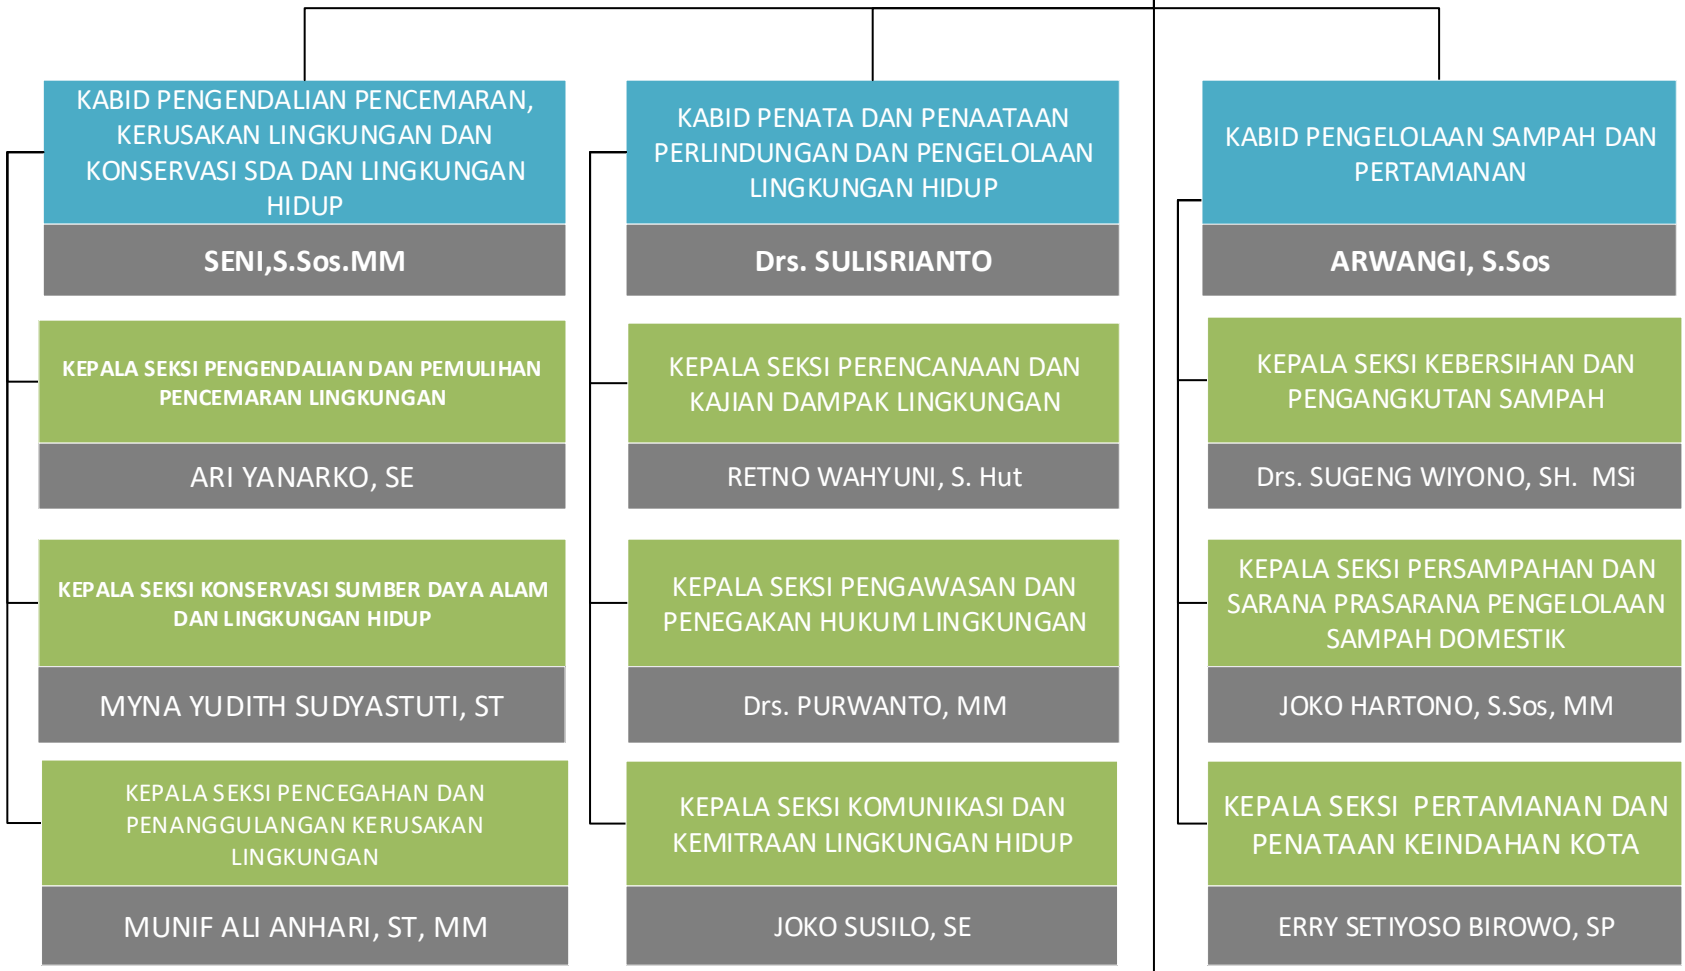 KABID PENGENDALIAN PENCEMARAN,
KERUSAKAN LINGKUNGAN DAN
KONSERVASI SDA DAN LINGKUNGAN
HIDUP
SENI,S.Sos.MM
KEPALA SEKSI PENGENDALIAN DAN PEMULIHAN
PENCEMARAN LINGKUNGAN
ARI YANARKO, SE
KEPALA SEKSI KONSERVASI SUMBER DAYA ALAM
DAN LINGKUNGAN HIDUP
MYNA YUDITH SUDYASTUTI, ST
KEPALA SEKSI PENCEGAHAN DAN
PENANGGULANGAN KERUSAKAN
LINGKUNGAN
MUNIF ALI ANHARI, ST, MM
KABID PENATA DAN PENAATAAN
PERLINDUNGAN DAN PENGELOLAAN
LINGKUNGAN HIDUP
Drs. SULISRIANTO
KEPALA SEKSI PERENCANAAN DAN
KAJIAN DAMPAK LINGKUNGAN
RETNO WAHYUNI, S. Hut
KEPALA SEKSI PENGAWASAN DAN
PENEGAKAN HUKUM LINGKUNGAN
Drs. PURWANTO, MM
KEPALA SEKSI KOMUNIKASI DAN
KEMITRAAN LINGKUNGAN HIDUP
JOKO SUSILO, SE
KABID PENGELOLAAN SAMPAH DAN
PERTAMANAN
ARWANGI, S.Sos
KEPALA SEKSI KEBERSIHAN DAN
PENGANGKUTAN SAMPAH
Drs. SUGENG WIYONO, SH.  MSi
KEPALA SEKSI PERSAMPAHAN DAN
SARANA PRASARANA PENGELOLAAN
SAMPAH DOMESTIK
JOKO HARTONO, S.Sos, MM
KEPALA SEKSI  PERTAMANAN DAN
PENATAAN KEINDAHAN KOTA
ERRY SETIYOSO BIROWO, SP